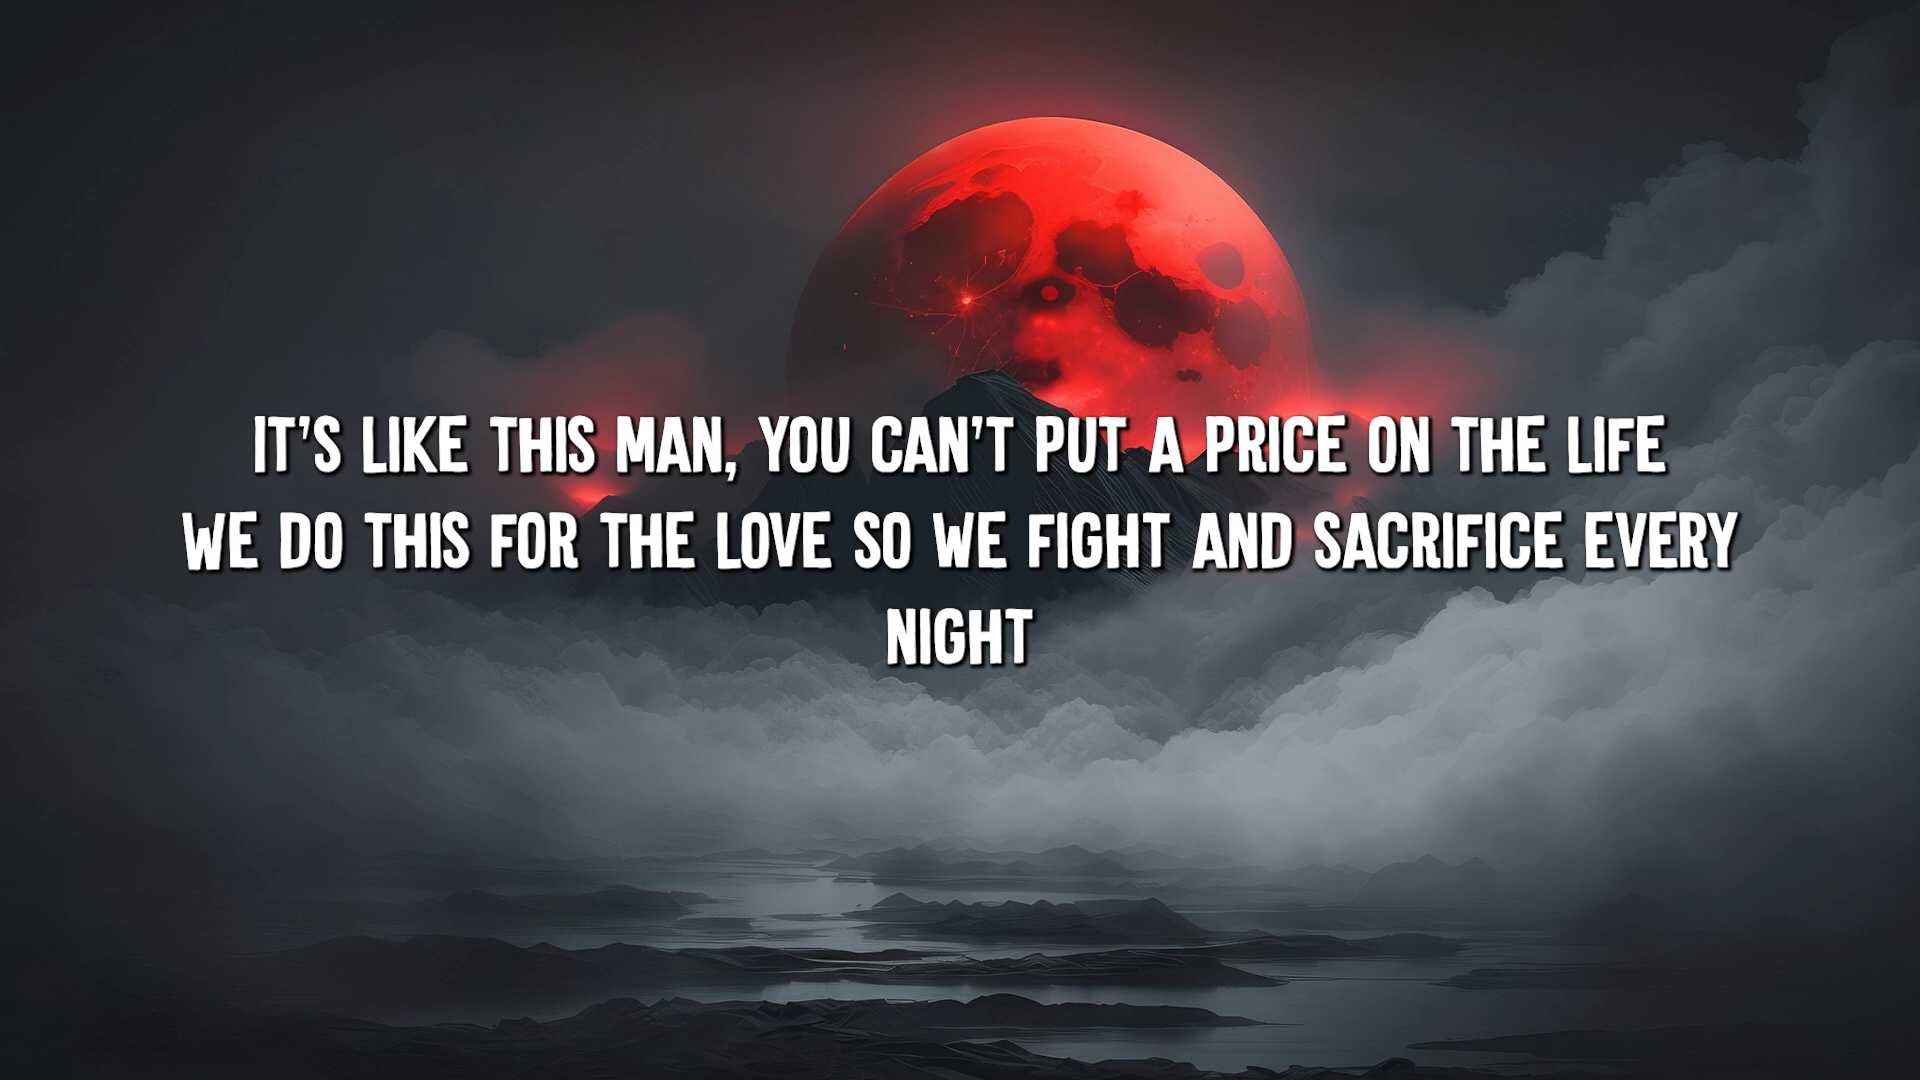 IT'S LIKE THIS MAN, YOU CAN'T PUT A PRICE ON THE LIFE
WE DO THIS FOR THE LOVE SO WE FIGHT AND SACRIFICE EVERY
NIGHT